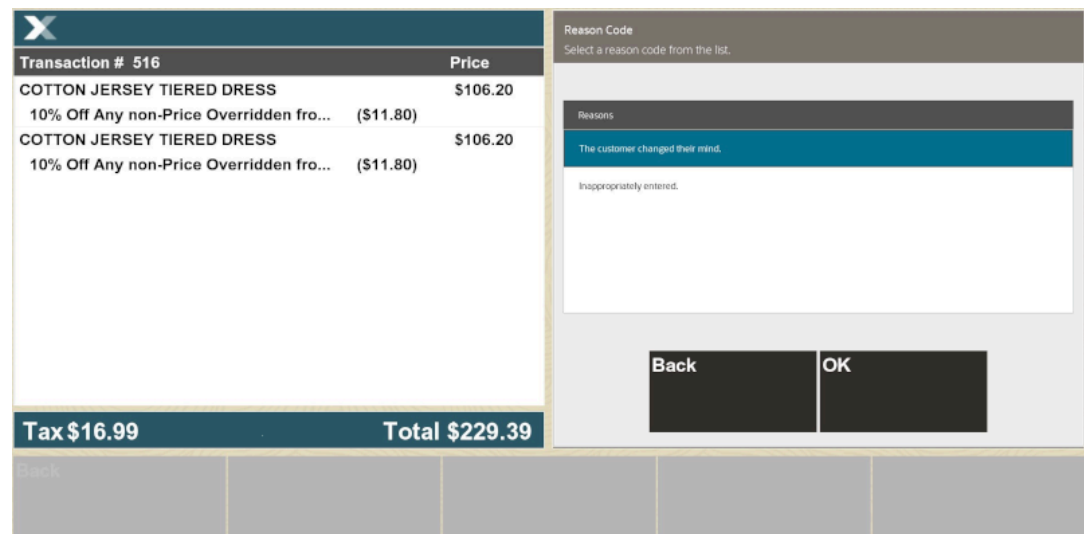 Transaction # 516 Price
COTTON JERSEY TIERED DRESS $106.20
10% Off Any non-Price Overridden fro... ($11.80)
COTTON JERSEY TIERED DRESS $106.20
10% Off Any non-Price Overridden fro... ($11.80)
Tax $16.99 Total $229.39
Reason Code
Select a reason code from the list.
Reasons
The customer changed their mind.
Inappropriately entered.
Back OK
Back